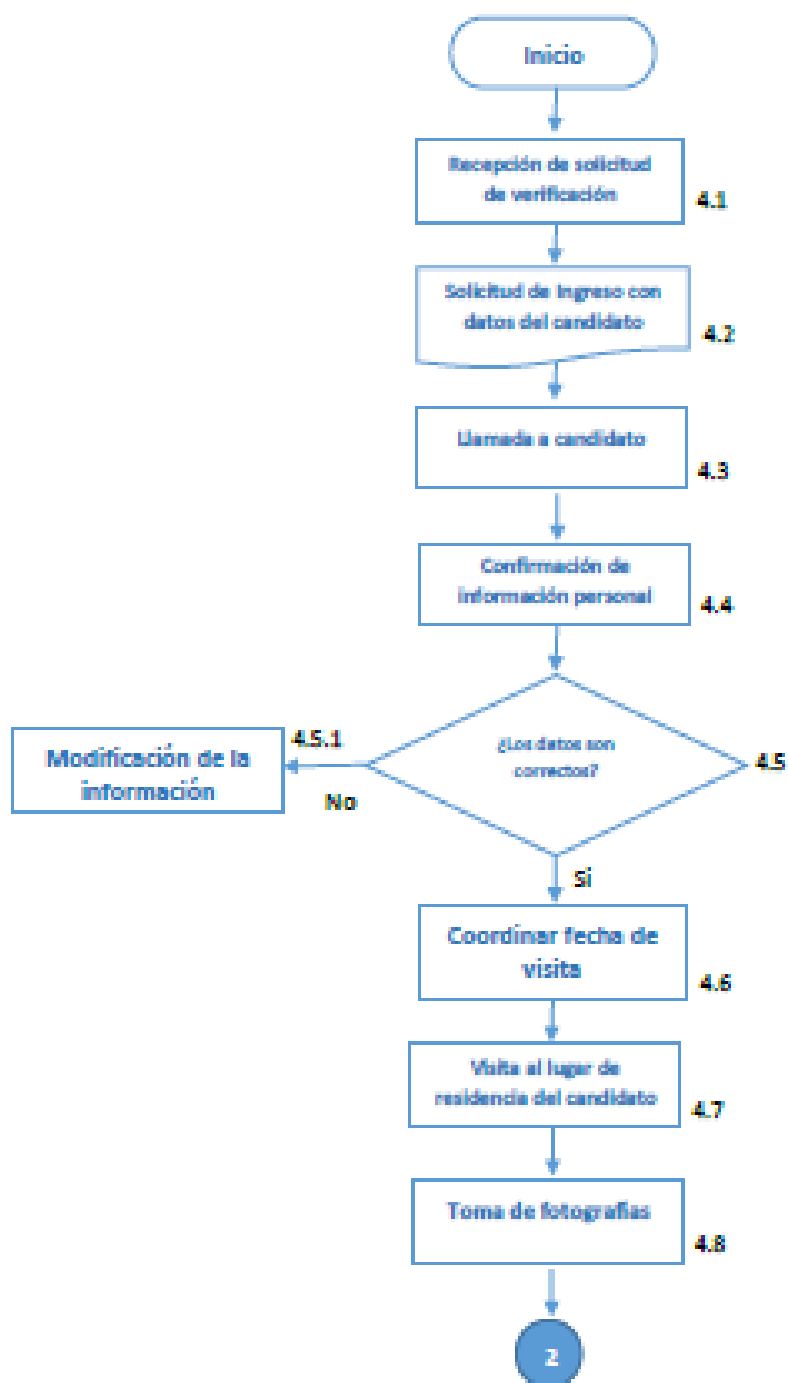 Inicio
Recepción de solicitud
de verificación
4.1
Solicitud de Ingreso con
datos del candidato
4.2
Llamada a candidato
4.3
Confirmación de
información personal
4.4
¿Los datos son
correctos?
4.5
4.5.1
Modificación de la
información
No
Si
Coordinar fecha de
visita
4.6
Visita al lugar de
residencia del candidato
4.7
Toma de fotografias
4.8
2